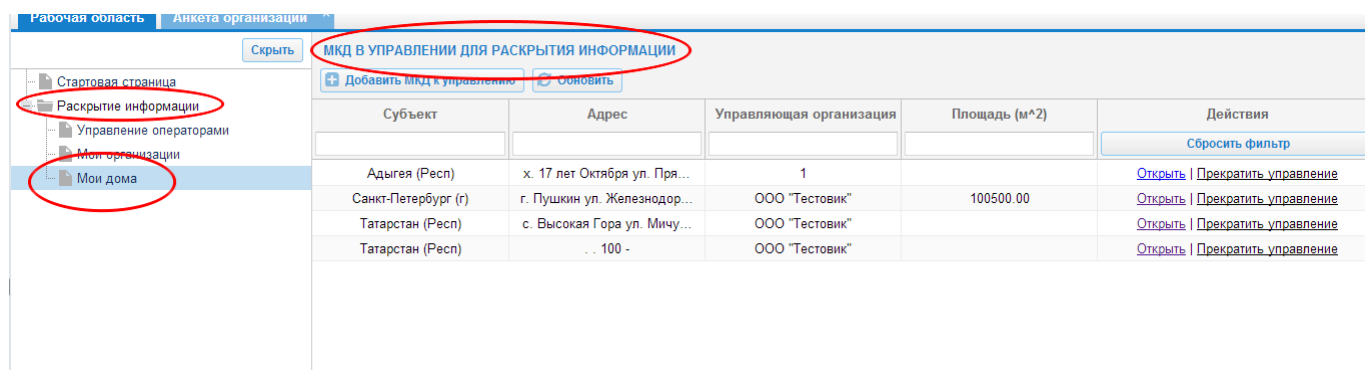 Рабочая область Анкета организации
Скрыть
МКД В УПРАВЛЕНИИ ДЛЯ РАСКРЫТИЯ ИНФОРМАЦИИ
Стартовая страница
Добавить МКД к управлению Обновить
Раскрытие информации
Управление операторами
Мои организации
Мои дома
Субъект Адрес Управляющая организация Площадь (м^2) Действия
Сбросить фильтр
Адыгея (Респ) х. 17 лет Октября ул. Пря... 1 Открыть | Прекратить управление
Санкт-Петербург (г) г. Пушкин ул. Железнодор... ООО "Тестовик" 100500.00 Открыть | Прекратить управление
Татарстан (Респ) с. Высокая Гора ул. Мичу... ООО "Тестовик" Открыть | Прекратить управление
Татарстан (Респ) . . 100 - ООО "Тестовик" Открыть | Прекратить управление